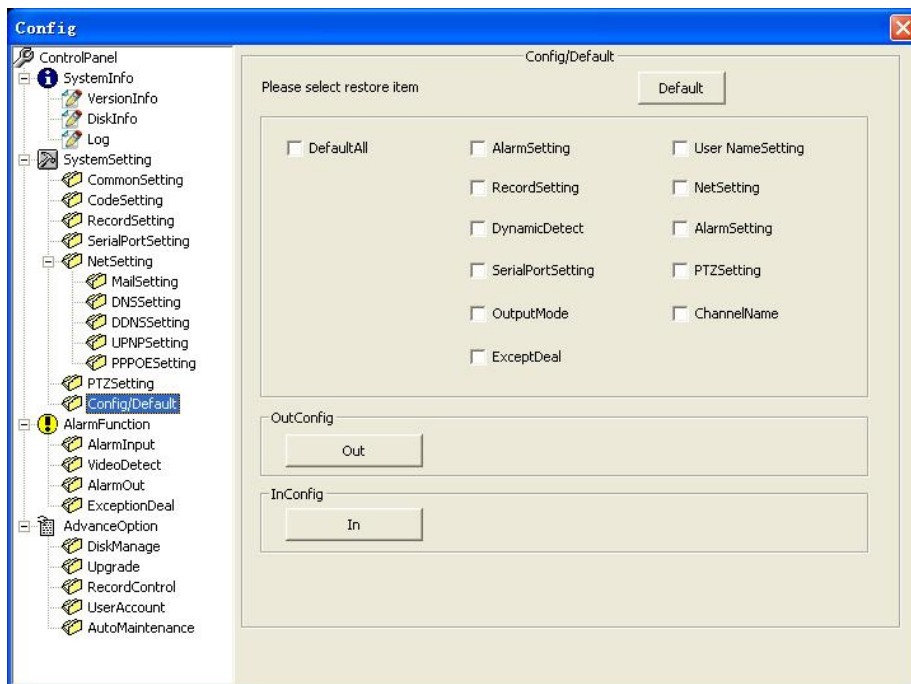 Config
ControlPanel
SystemInfo
VersionInfo
DiskInfo
Log
SystemSetting
CommonSetting
CodeSetting
RecordSetting
SerialPortSetting
NetSetting
MailSetting
DNSSetting
DDNSSetting
UPNPSetting
PPPOESetting
PTZSetting
Config/Default
AlarmFunction
AlarmInput
VideoDetect
AlarmOut
ExceptionDeal
AdvanceOption
DiskManage
Upgrade
RecordControl
UserAccount
AutoMaintenance
Config/Default
Please select restore item Default
DefaultAll AlarmSetting User NameSetting
RecordSetting NetSetting
DynamicDetect AlarmSetting
SerialPortSetting PTZSetting
OutputMode ChannelName
ExceptDeal
OutConfig
Out
InConfig
In